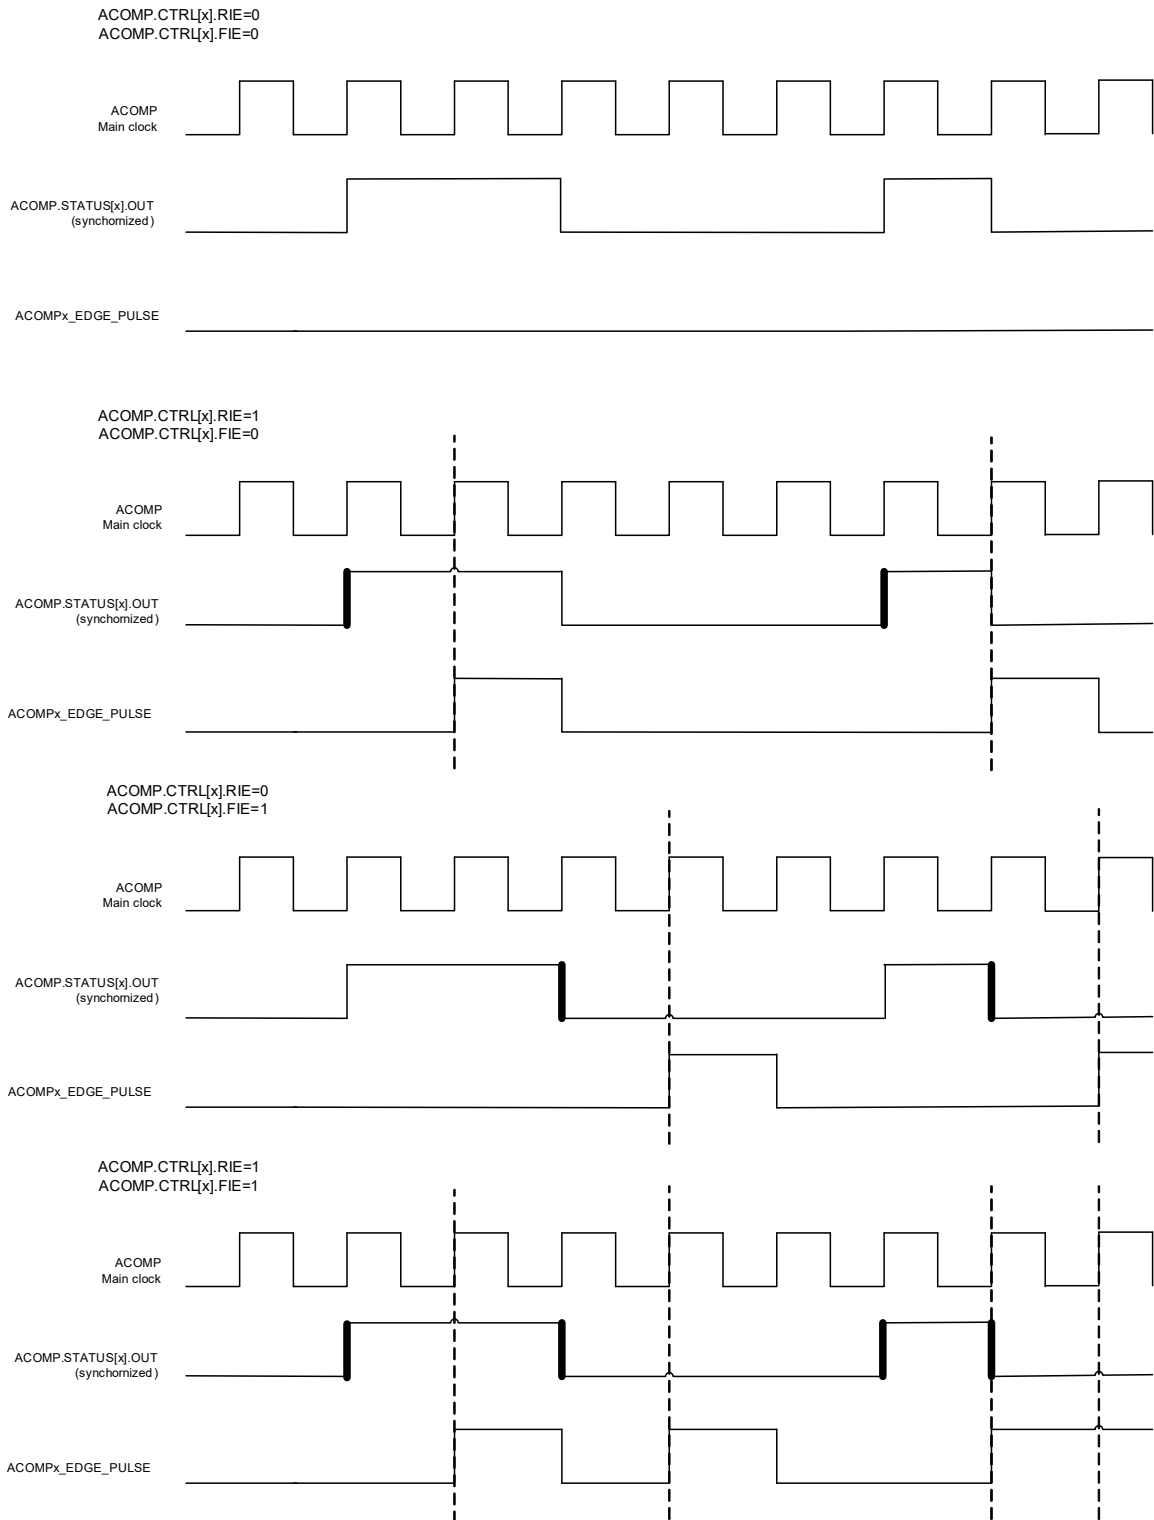 ACOMP.CTRL[x].RIE=0
ACOMP.CTRL[x].FIE=0
ACOMP
Main clock
ACOMP.STATUS[x].OUT
(synchornized)
ACOMPx_EDGE_PULSE
ACOMP.CTRL[x].RIE=1
ACOMP.CTRL[x].FIE=0
ACOMP
Main clock
ACOMP.STATUS[x].OUT
(synchornized)
ACOMPx_EDGE_PULSE
ACOMP.CTRL[x].RIE=0
ACOMP.CTRL[x].FIE=1
ACOMP
Main clock
ACOMP.STATUS[x].OUT
(synchornized)
ACOMPx_EDGE_PULSE
ACOMP.CTRL[x].RIE=1
ACOMP.CTRL[x].FIE=1
ACOMP
Main clock
ACOMP.STATUS[x].OUT
(synchornized)
ACOMPx_EDGE_PULSE